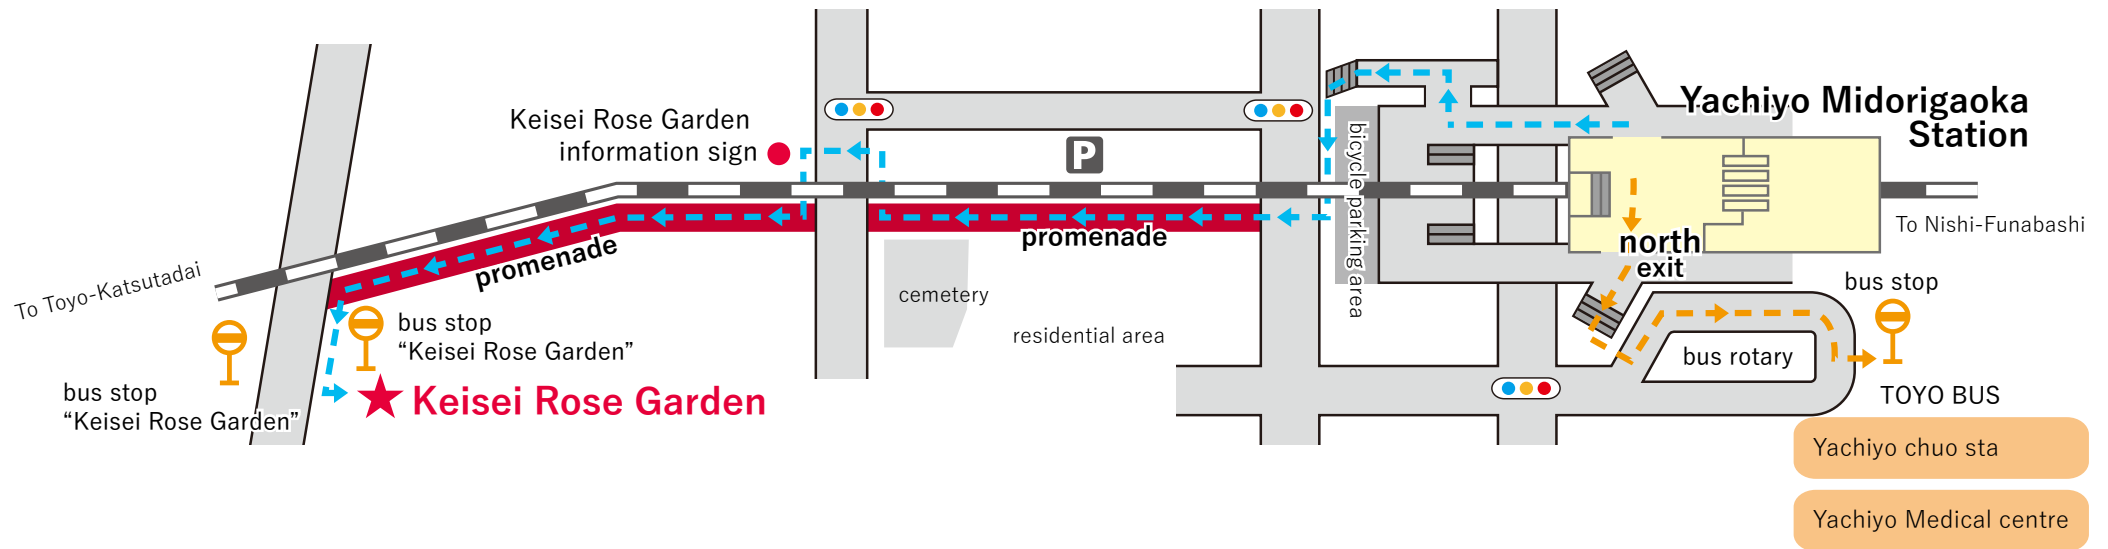 Yachiyo Midorigaoka
Station
Keisei Rose Garden
information sign
P
bicycle parking area
To Nishi-Funabashi
north
exit
promenade
promenade
To Toyo-Katsutadai
cemetery
residential area
bus stop
bus stop
“Keisei Rose Garden”
bus rotary
bus stop
“Keisei Rose Garden”
Keisei Rose Garden
TOYO BUS
Yachiyo chuo sta
Yachiyo Medical centre